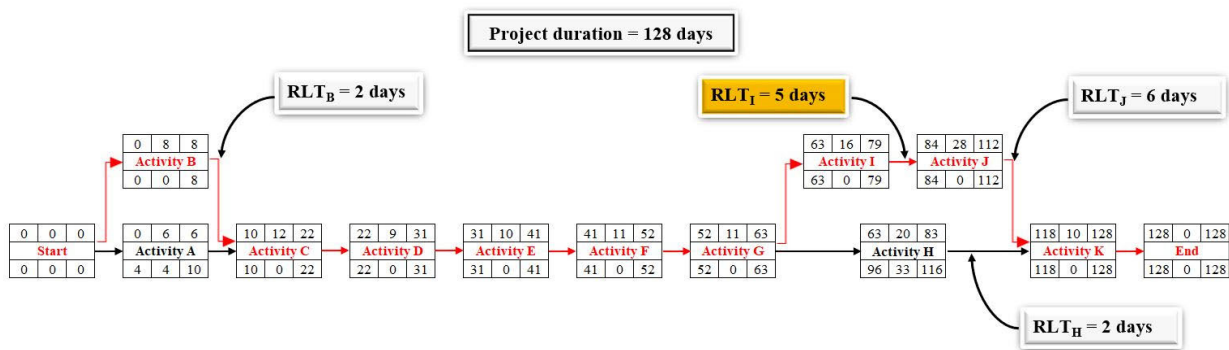 Project duration = 128 days
RLT_B = 2 days
RLT_I = 5 days
RLT_J = 6 days
0 8 8
Activity B
0 0 8
63 16 79
Activity I
63 0 79
84 28 112
Activity J
84 0 112
0 0 0
Start
0 0 0
0 6 6
Activity A
4 4 10
10 12 22
Activity C
10 0 22
22 9 31
Activity D
22 0 31
31 10 41
Activity E
31 0 41
41 11 52
Activity F
41 0 52
52 11 63
Activity G
52 0 63
63 20 83
Activity H
96 33 116
118 10 128
Activity K
118 0 128
128 0 128
End
128 0 128
RLT_H = 2 days